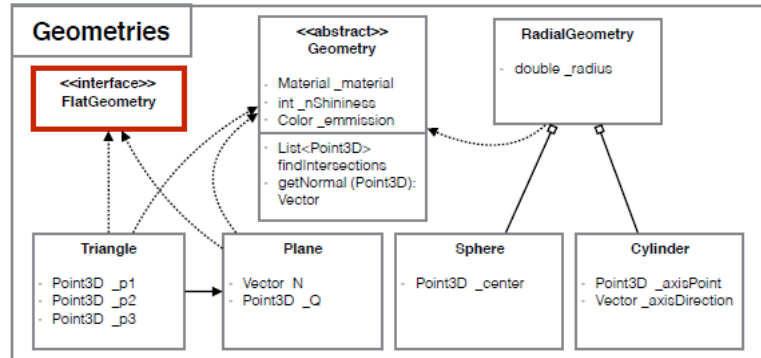 Geometries
<<interface>>
FlatGeometry
<<abstract>>
Geometry
- Material _material
- int _nShininess
- Color _emmission
- List<Point3D>
findIntersections
- getNormal (Point3D):
Vector
RadialGeometry
- double _radius
Triangle
- Point3D _p1
- Point3D _p2
- Point3D _p3
Plane
- Vector N
- Point3D _Q
Sphere
- Point3D _center
Cylinder
- Point3D _axisPoint
- Vector _axisDirection